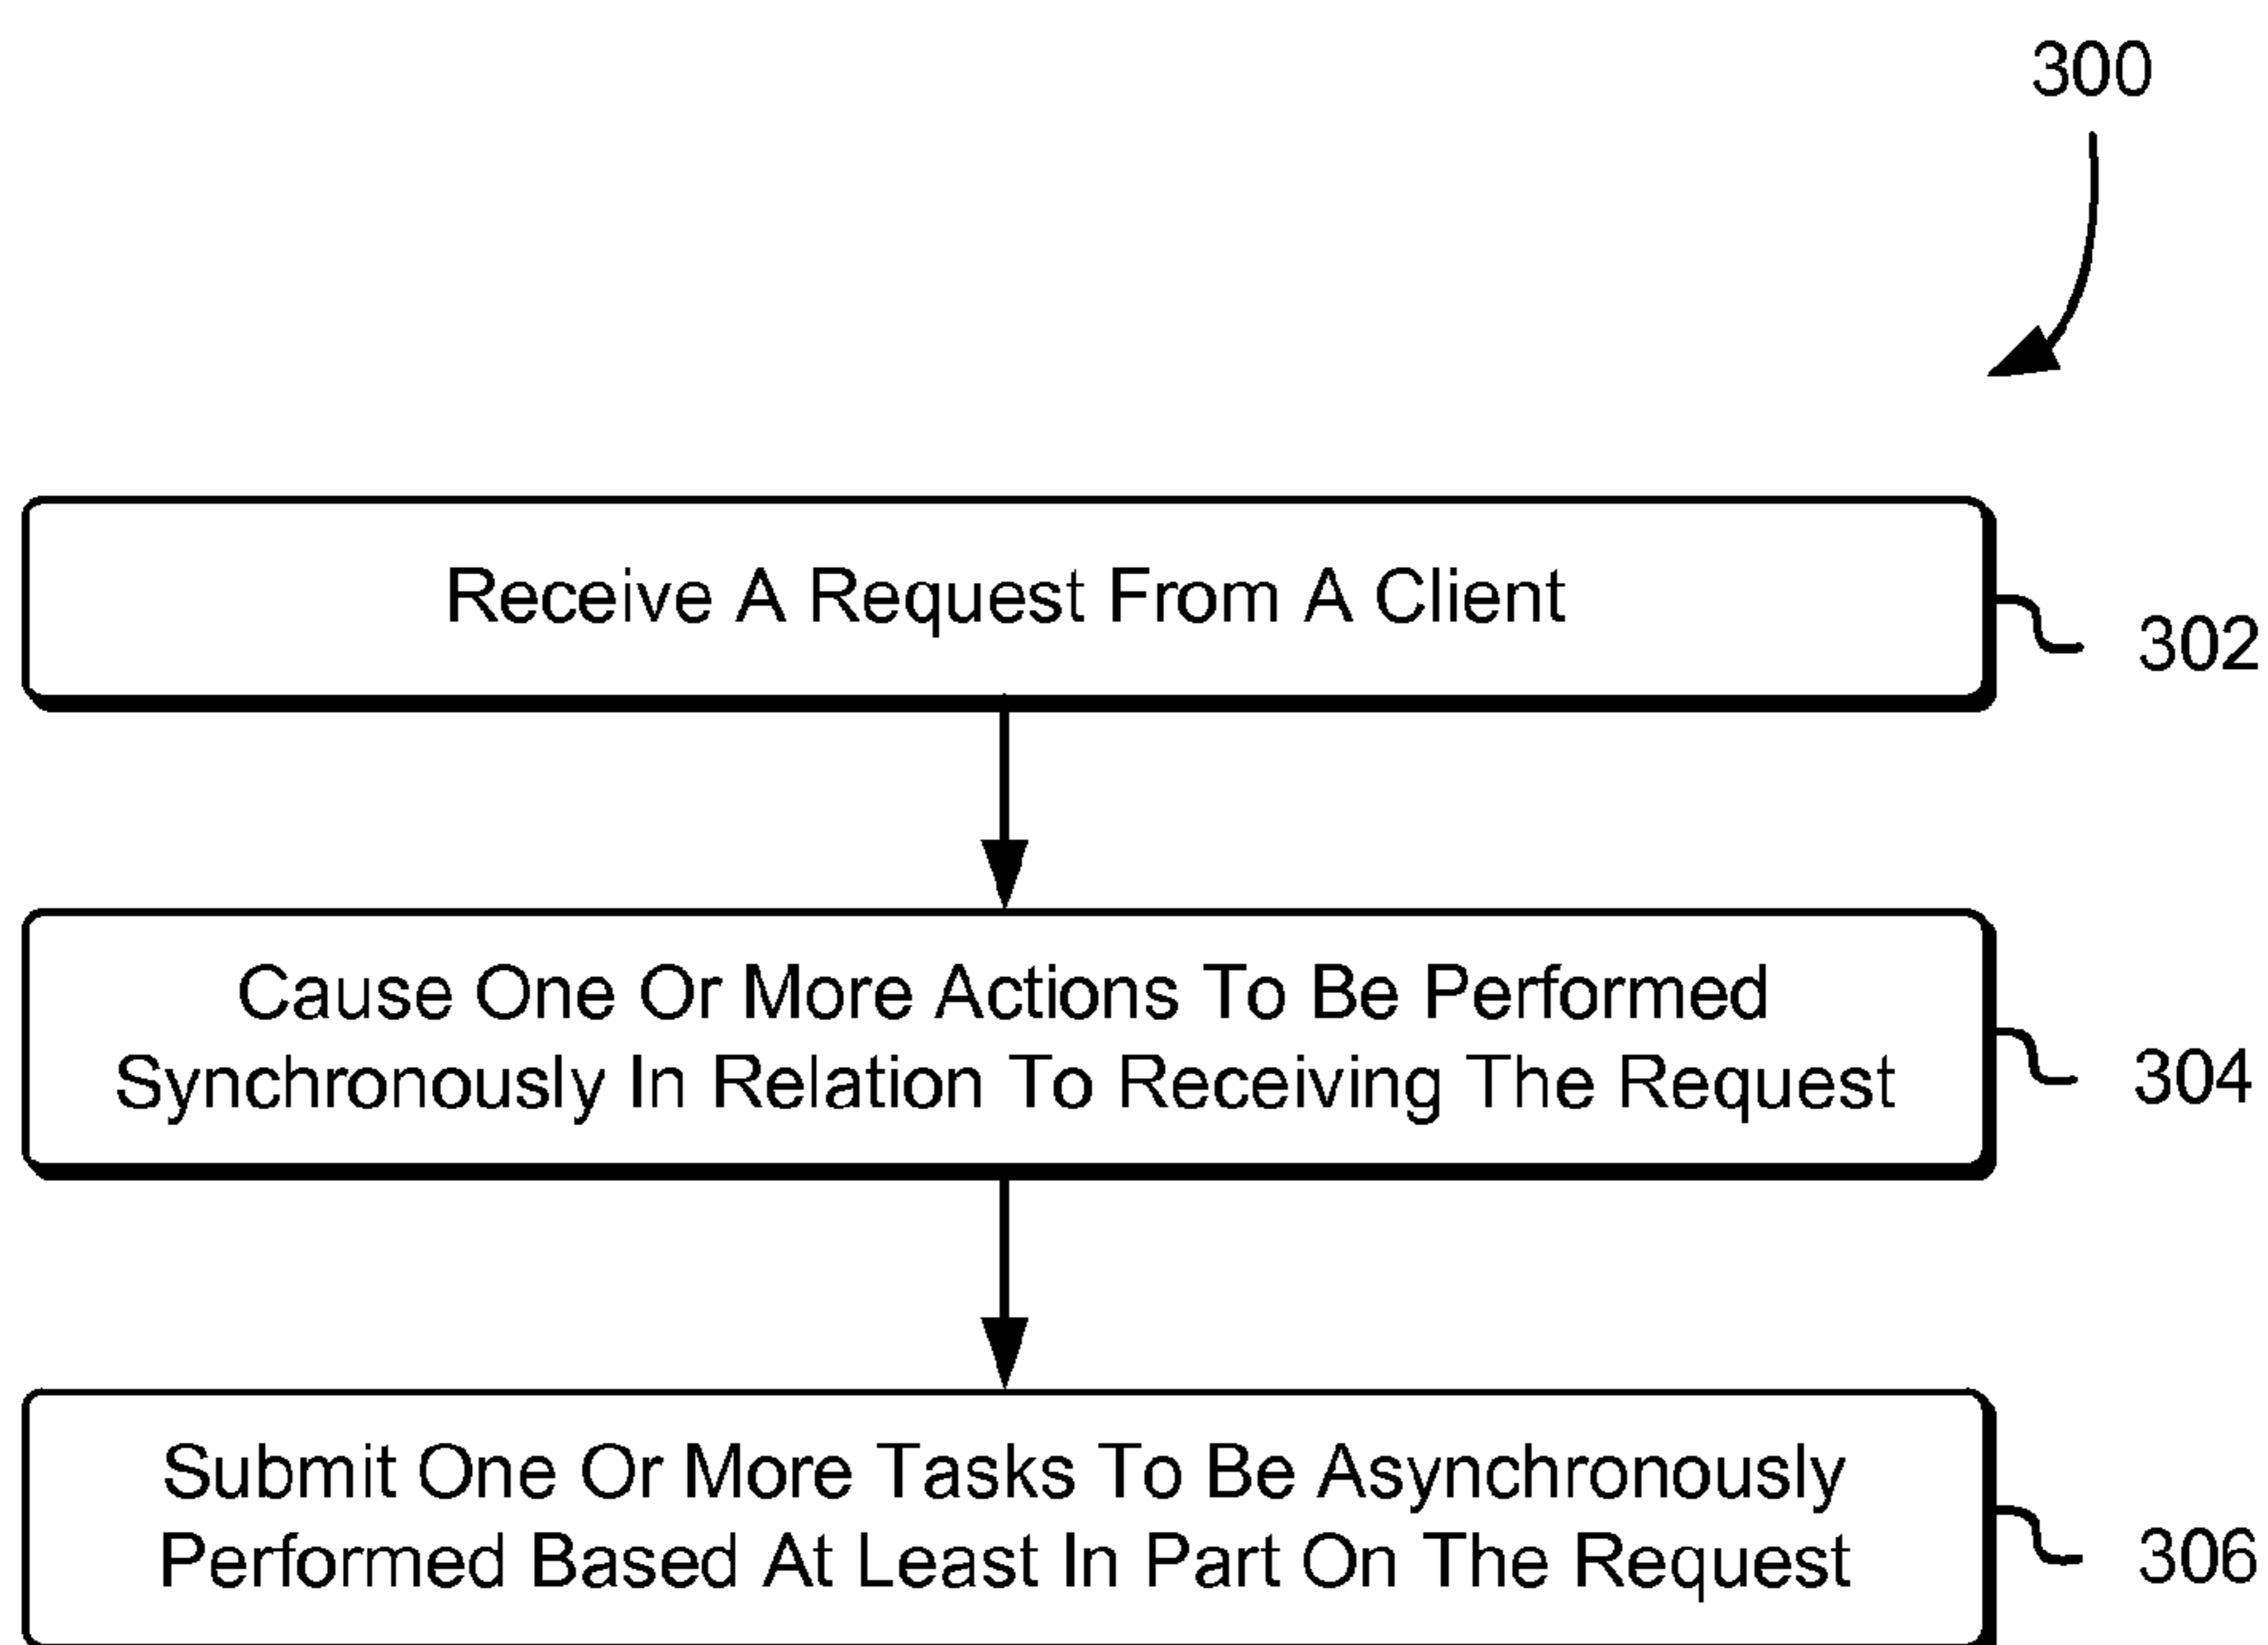 300
Receive A Request From A Client
302
Cause One Or More Actions To Be Performed
Synchronously In Relation To Receiving The Request
304
Submit One Or More Tasks To Be Asynchronously
Performed Based At Least In Part On The Request
306